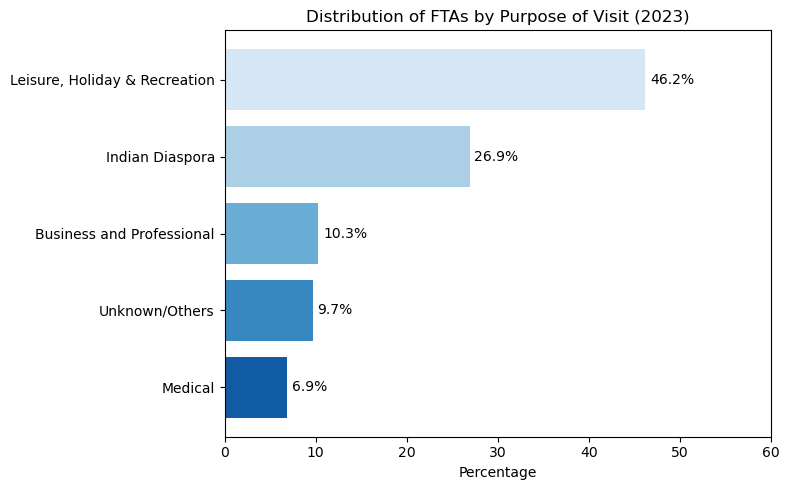 Distribution of FTAs by Purpose of Visit (2023)
Leisure, Holiday & Recreation 46.2%
Indian Diaspora 26.9%
Business and Professional 10.3%
Unknown/Others 9.7%
Medical 6.9%
0 10 20 30 40 50 60
Percentage